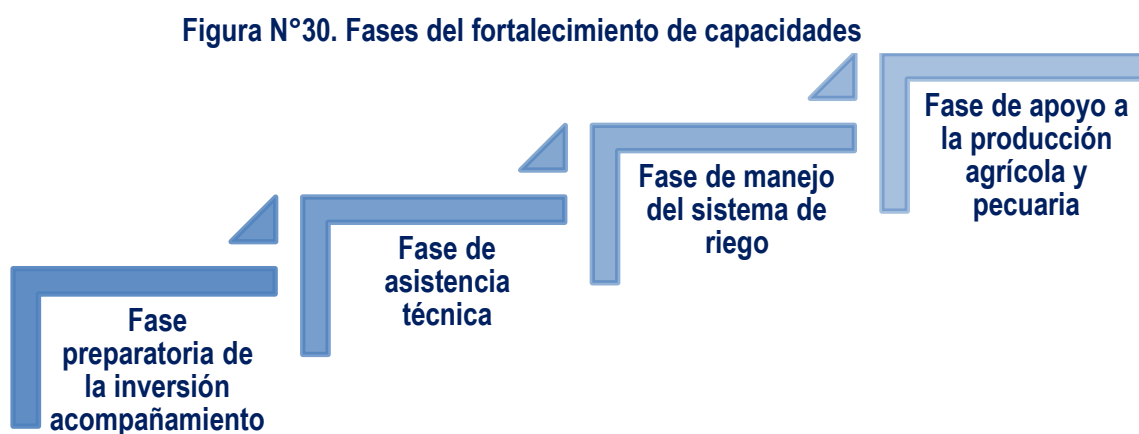 Figura N°30. Fases del fortalecimiento de capacidades
Fase
preparatoria de
la inversión
acompañamiento
Fase de
asistencia
técnica
Fase de manejo
del sistema de
riego
Fase de apoyo a
la producción
agrícola y
pecuaria